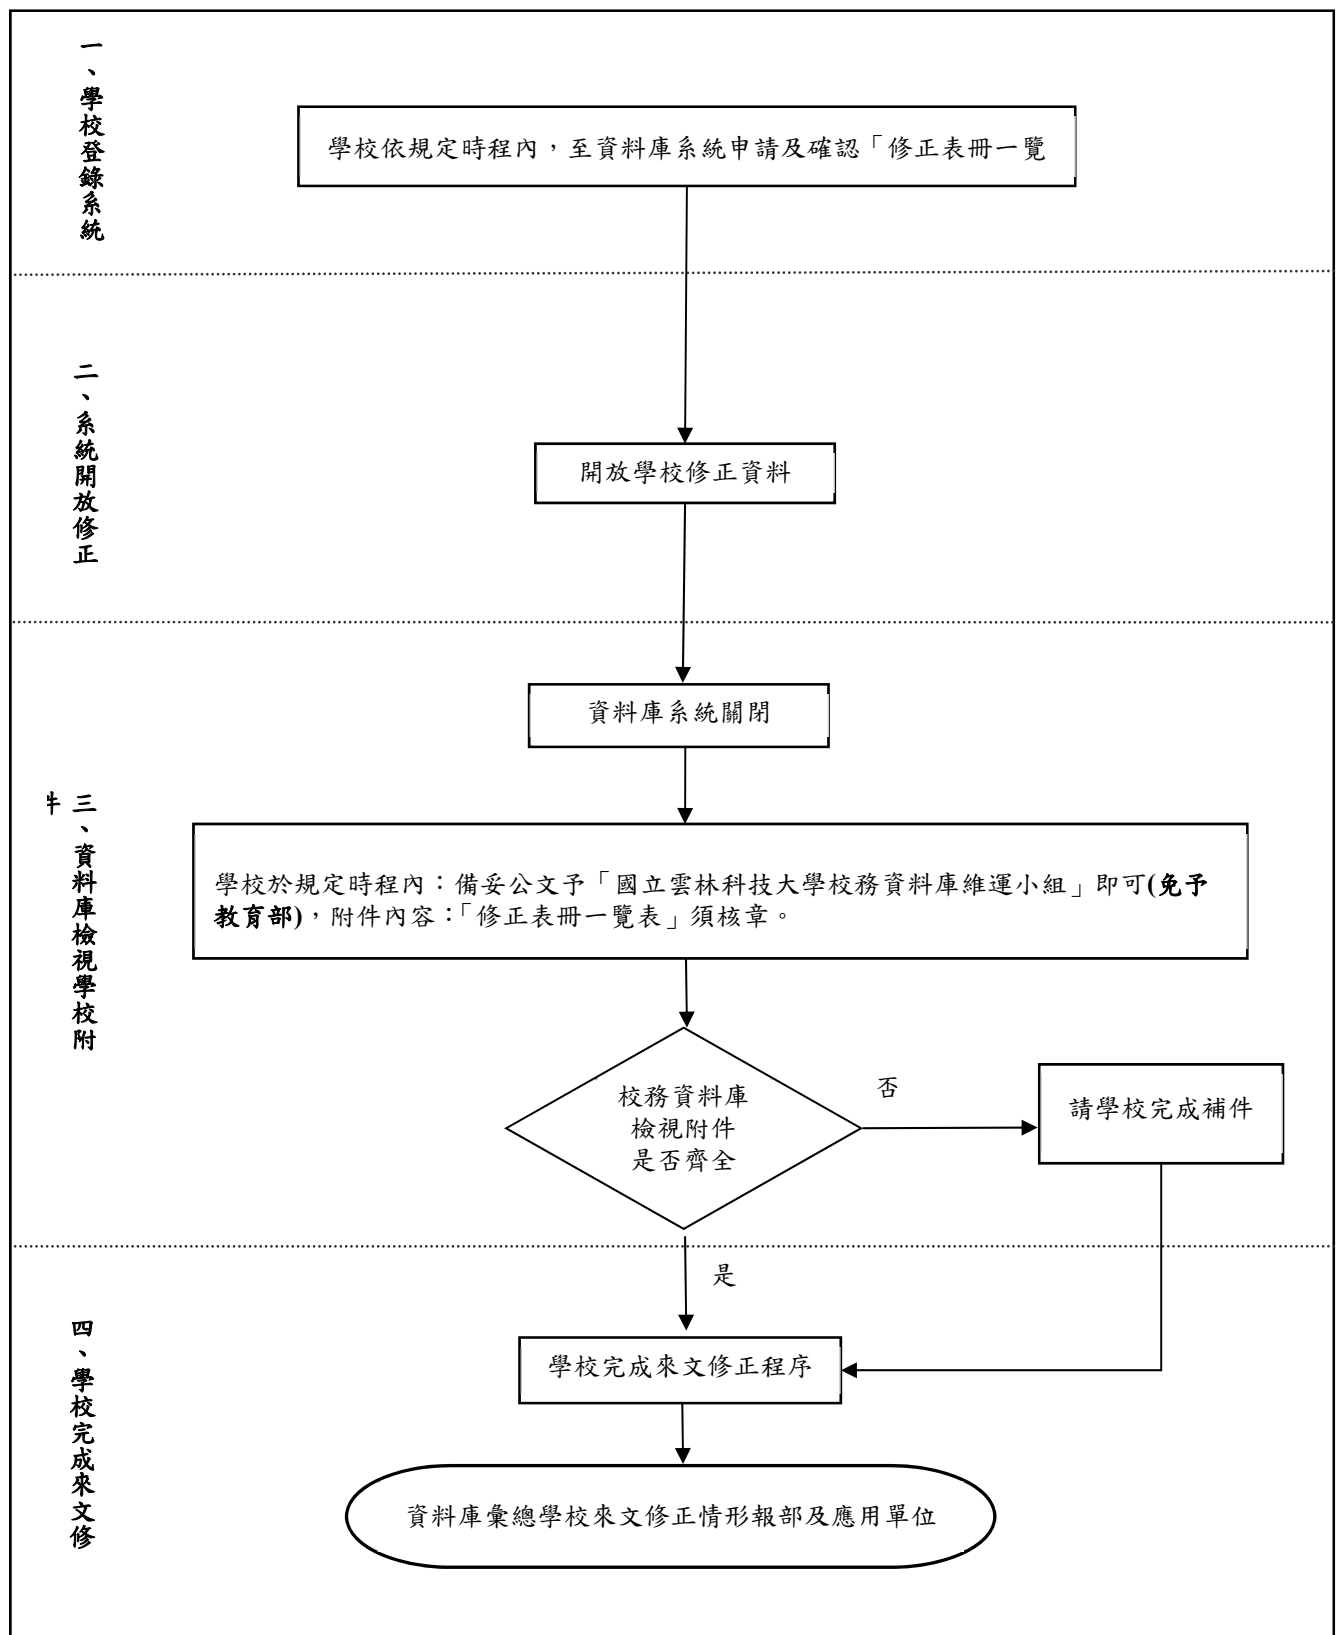 一、學校登錄系統
學校依規定時程內，至資料庫系統申請及確認「修正表冊一覽
二、系統開放修正
開放學校修正資料
資料庫系統關閉
三、資料庫檢視學校附
學校於規定時程內：備妥公文予「國立雲林科技大學校務資料庫維運小組」即可(免予
教育部)，附件內容：「修正表冊一覽表」須核章。
校務資料庫
檢視附件
是否齊全
否
請學校完成補件
是
四、學校完成來文修
學校完成來文修正程序
資料庫彙總學校來文修正情形報部及應用單位